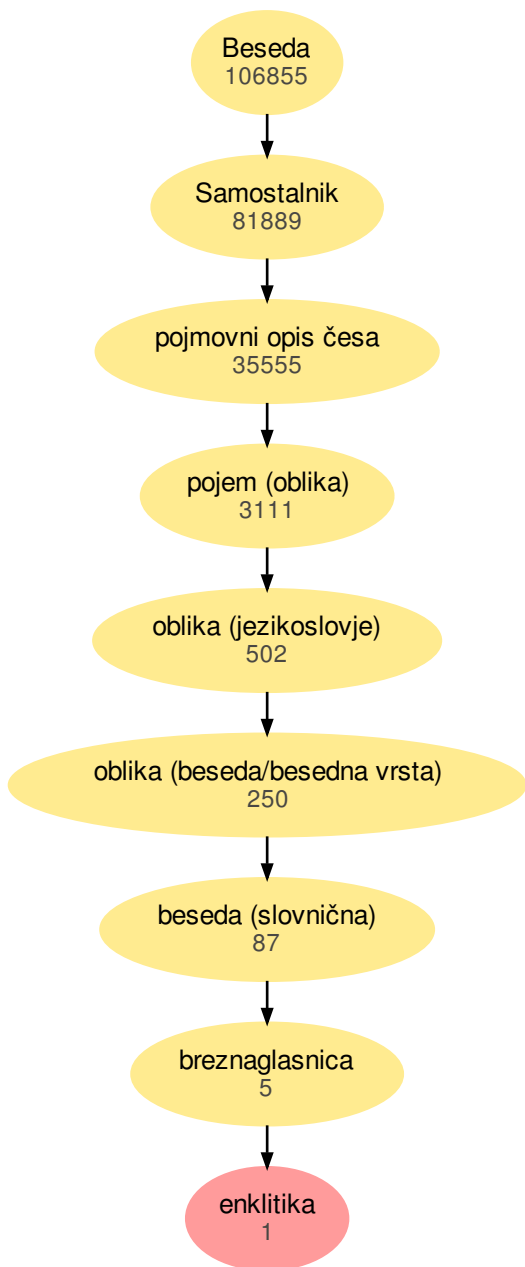 Beseda
106855
Samostalnik
81889
pojmovni opis česa
35555
pojem (oblika)
3111
oblika (jezikoslovje)
502
oblika (beseda/besedna vrsta)
250
beseda (slovnična)
87
breznaglasnica
5
enklitika
1